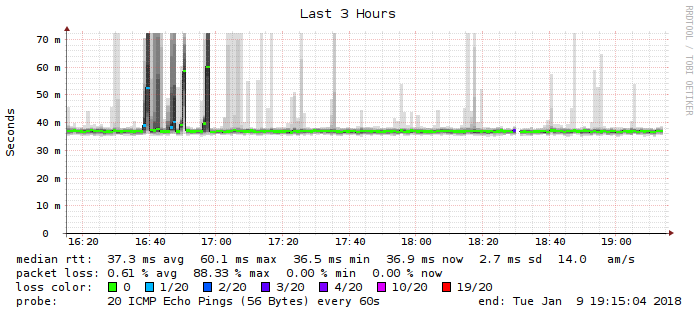 Last 3 Hours
RRDTOOL / TOBI OETIKER
Seconds
70 m
60 m
50 m
40 m
30 m
20 m
10 m
0
16:20 16:40 17:00 17:20 17:40 18:00 18:20 18:40 19:00
median rtt: 37.3 ms avg 60.1 ms max 36.5 ms min 36.9 ms now 2.7 ms sd 14.0 am/s
packet loss: 0.61 % avg 88.33 % max 0.00 % min 0.00 % now
loss color: 0 1/20 2/20 3/20 4/20 10/20 19/20
probe: 20 ICMP Echo Pings (56 Bytes) every 60s end: Tue Jan 9 19:15:04 2018